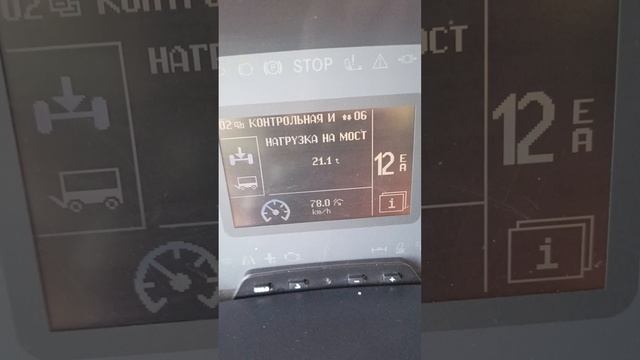 STOP
02 КОНТРОЛЬНАЯ И 06
НАГРУЗКА НА МОСТ
21.1 t
12 E
A
78.0
km/h
i